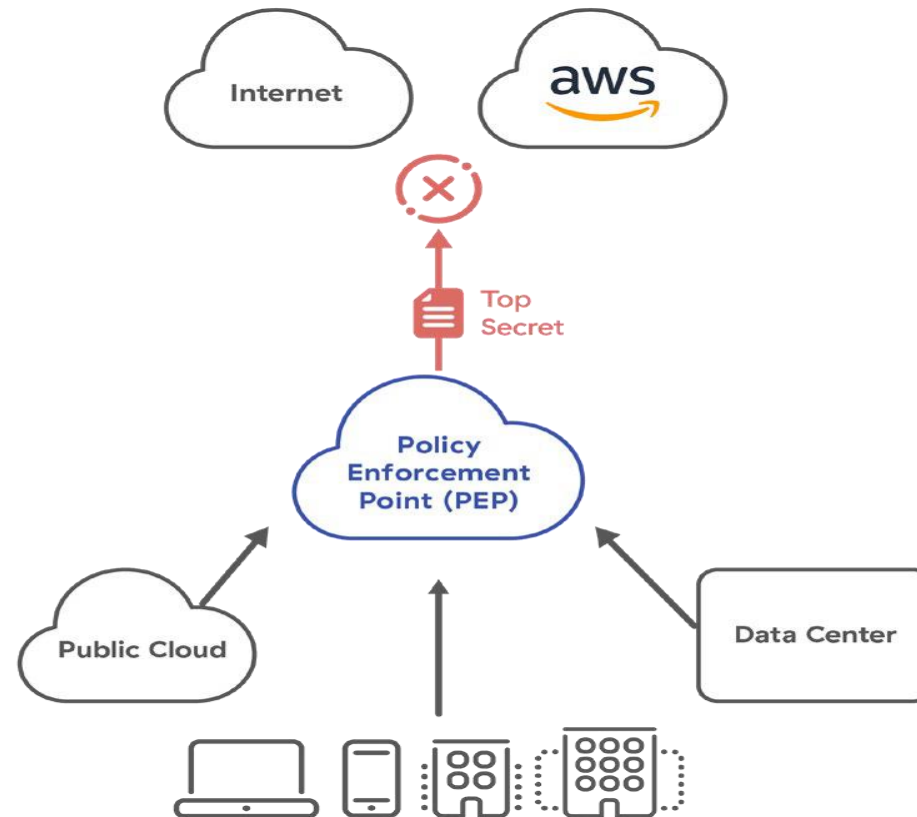 Internet
aws
Top
Secret
Policy
Enforcement
Point (PEP)
Public Cloud
Data Center